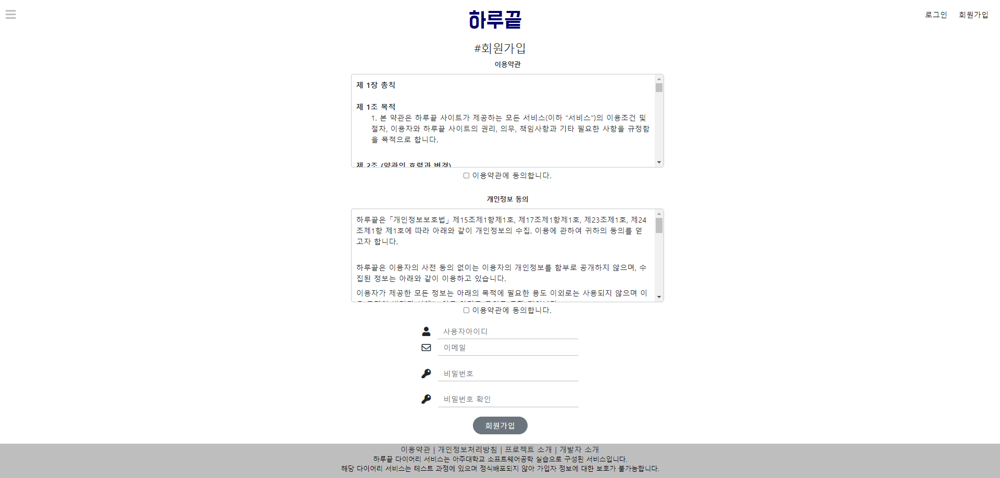 하루끝
로그인 회원가입
#회원가입
이용약관
제 1장 총칙
제 1조 목적
1. 본 약관은 하루끝 사이트가 제공하는 모든 서비스(이하 "서비스")의 이용조건 및
절차, 이용자와 하루끝 사이트의 권리, 의무, 책임사항과 기타 필요한 사항을 규정함
을 목적으로 합니다.
제 2조 (약관의 효력과 변경)
이용약관에 동의합니다.
개인정보 동의
하루끝은「개인정보보호법」제15조제1항제1호, 제17조제1항제1호, 제23조제1호, 제24
조제1항 제1호에 따라 아래와 같이 개인정보의 수집. 이용에 관하여 귀하의 동의를 얻
고자 합니다.
하루끝은 이용자의 사전 동의 없이는 이용자의 개인정보를 함부로 공개하지 않으며, 수
집된 정보는 아래와 같이 이용하고 있습니다.
이용자가 제공한 모든 정보는 아래의 목적에 필요한 용도 이외로는 사용되지 않으며 이
이용약관에 동의합니다.
사용자아이디
이메일
비밀번호
비밀번호 확인
회원가입
이용약관 | 개인정보처리방침 | 프로젝트 소개 | 개발자 소개
하루끝 다이어리 서비스는 아주대학교 소프트웨어공학 실습으로 구성된 서비스입니다.
해당 다이어리 서비스는 테스트 과정에 있으며 정식배포되지 않아 가입자 정보에 대한 보호가 불가능합니다.